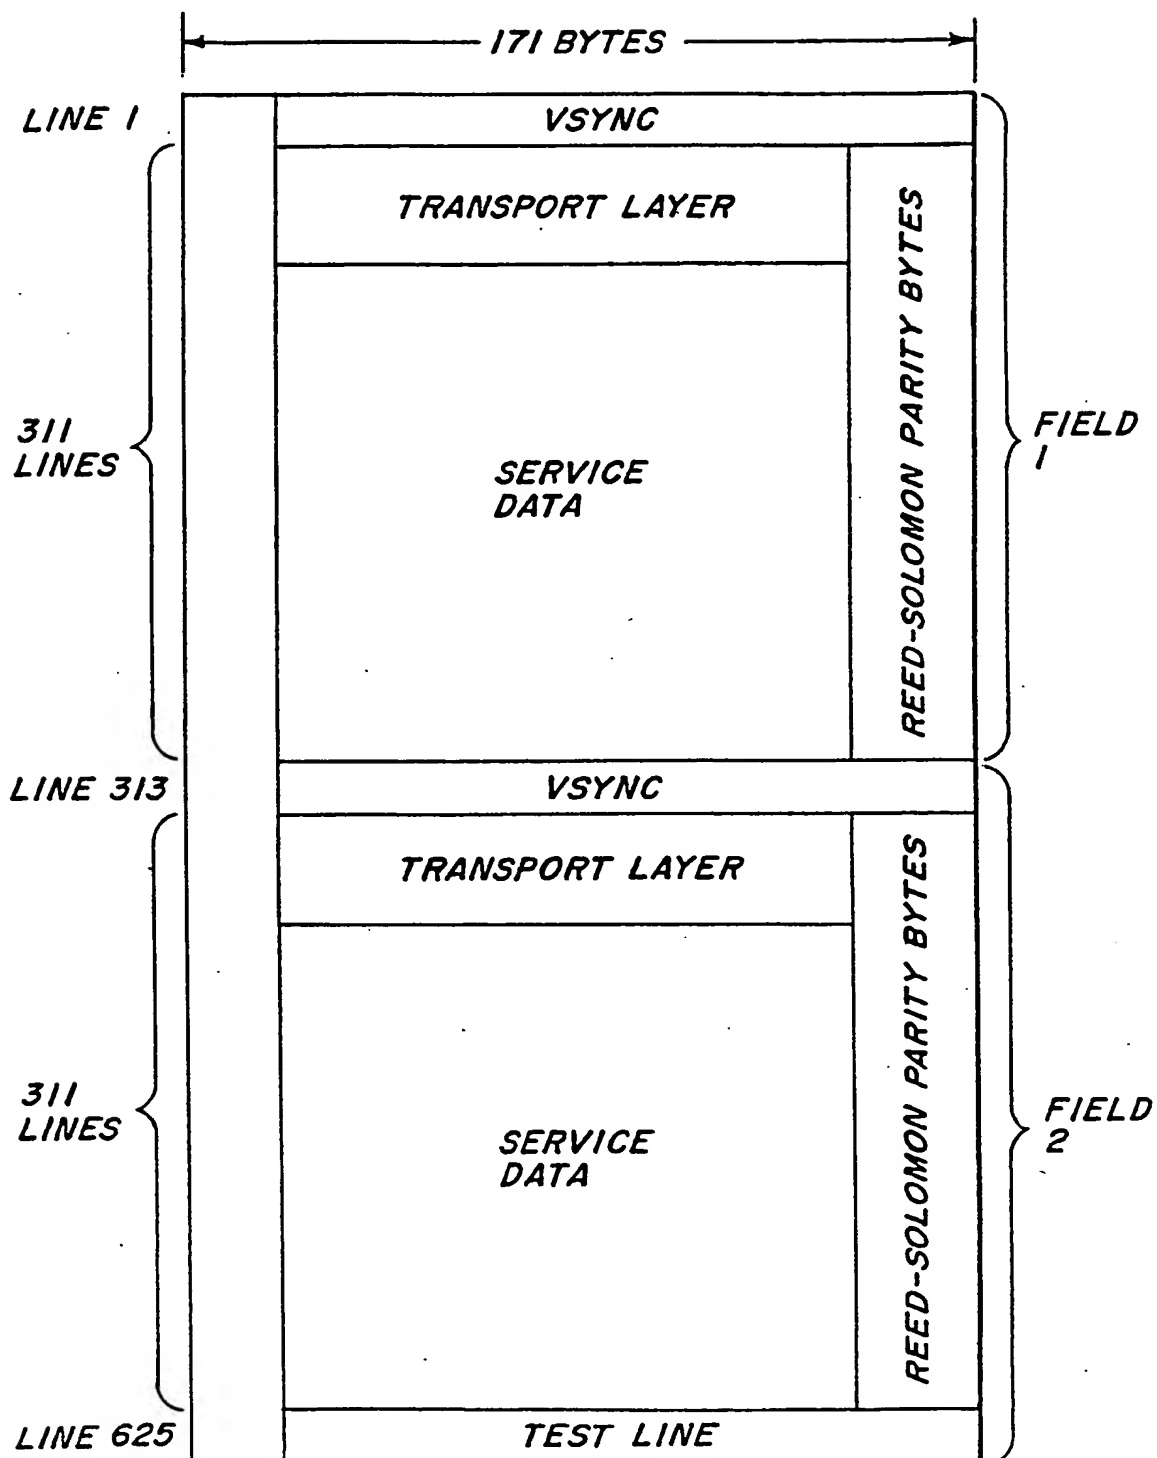 171 BYTES
LINE 1
VSYNC
TRANSPORT LAYER
REED-SOLOMON PARITY BYTES
311
LINES
SERVICE
DATA
FIELD
1
LINE 313
VSYNC
TRANSPORT LAYER
REED-SOLOMON PARITY BYTES
311
LINES
SERVICE
DATA
FIELD
2
LINE 625
TEST LINE